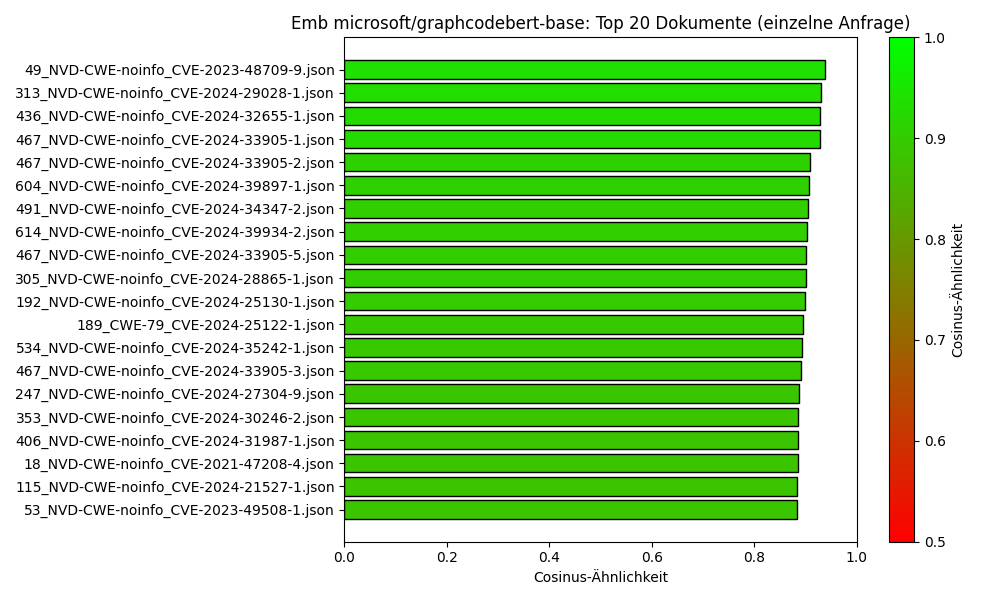 Emb microsoft/graphcodebert-base: Top 20 Dokumente (einzelne Anfrage)
49_NVD-CWE-noinfo_CVE-2023-48709-9.json
313_NVD-CWE-noinfo_CVE-2024-29028-1.json
436_NVD-CWE-noinfo_CVE-2024-32655-1.json
467_NVD-CWE-noinfo_CVE-2024-33905-1.json
467_NVD-CWE-noinfo_CVE-2024-33905-2.json
604_NVD-CWE-noinfo_CVE-2024-39897-1.json
491_NVD-CWE-noinfo_CVE-2024-34347-2.json
614_NVD-CWE-noinfo_CVE-2024-39934-2.json
467_NVD-CWE-noinfo_CVE-2024-33905-5.json
305_NVD-CWE-noinfo_CVE-2024-28865-1.json
192_NVD-CWE-noinfo_CVE-2024-25130-1.json
189_CWE-79_CVE-2024-25122-1.json
534_NVD-CWE-noinfo_CVE-2024-35242-1.json
467_NVD-CWE-noinfo_CVE-2024-33905-3.json
247_NVD-CWE-noinfo_CVE-2024-27304-9.json
353_NVD-CWE-noinfo_CVE-2024-30246-2.json
406_NVD-CWE-noinfo_CVE-2024-31987-1.json
18_NVD-CWE-noinfo_CVE-2021-47208-4.json
115_NVD-CWE-noinfo_CVE-2024-21527-1.json
53_NVD-CWE-noinfo_CVE-2023-49508-1.json
0.0 0.2 0.4 0.6 0.8 1.0
Cosinus-Ähnlichkeit
1.0
0.9
0.8
0.7
0.6
0.5
Cosinus-Ähnlichkeit